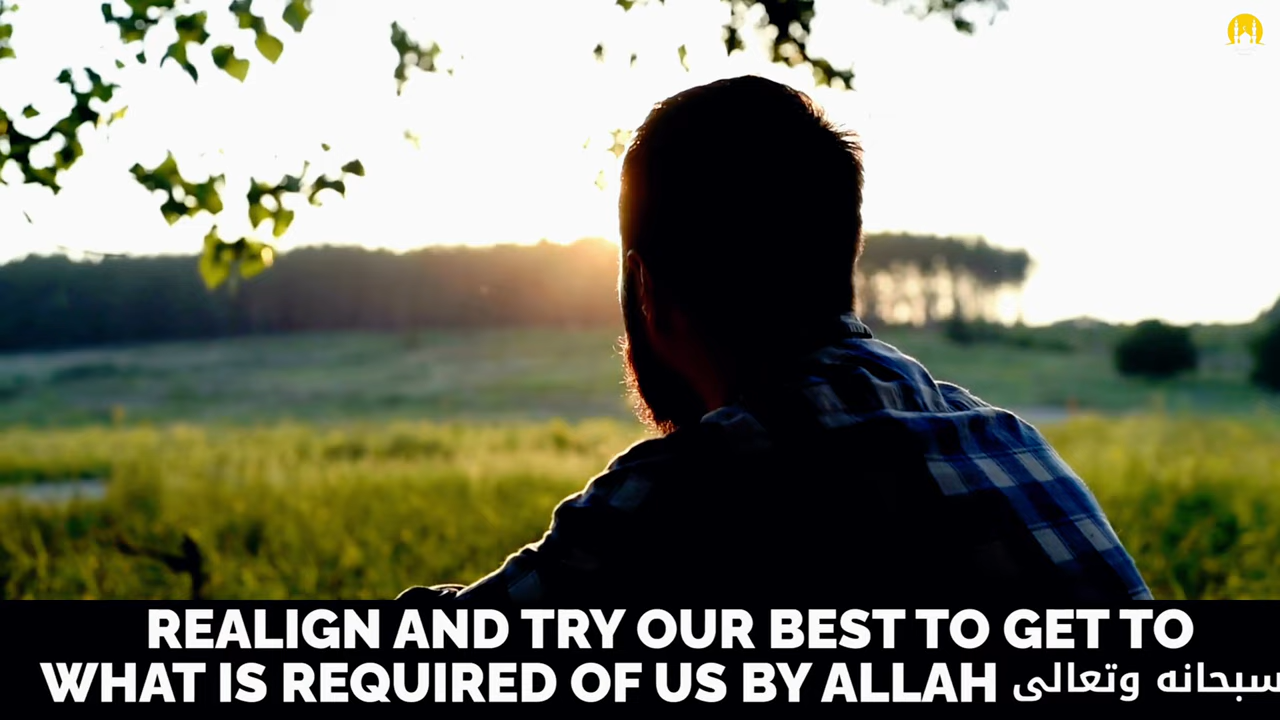 REALIGN AND TRY OUR BEST TO GET TO
WHAT IS REQUIRED OF US BY ALLAH سبحانه وتعالى